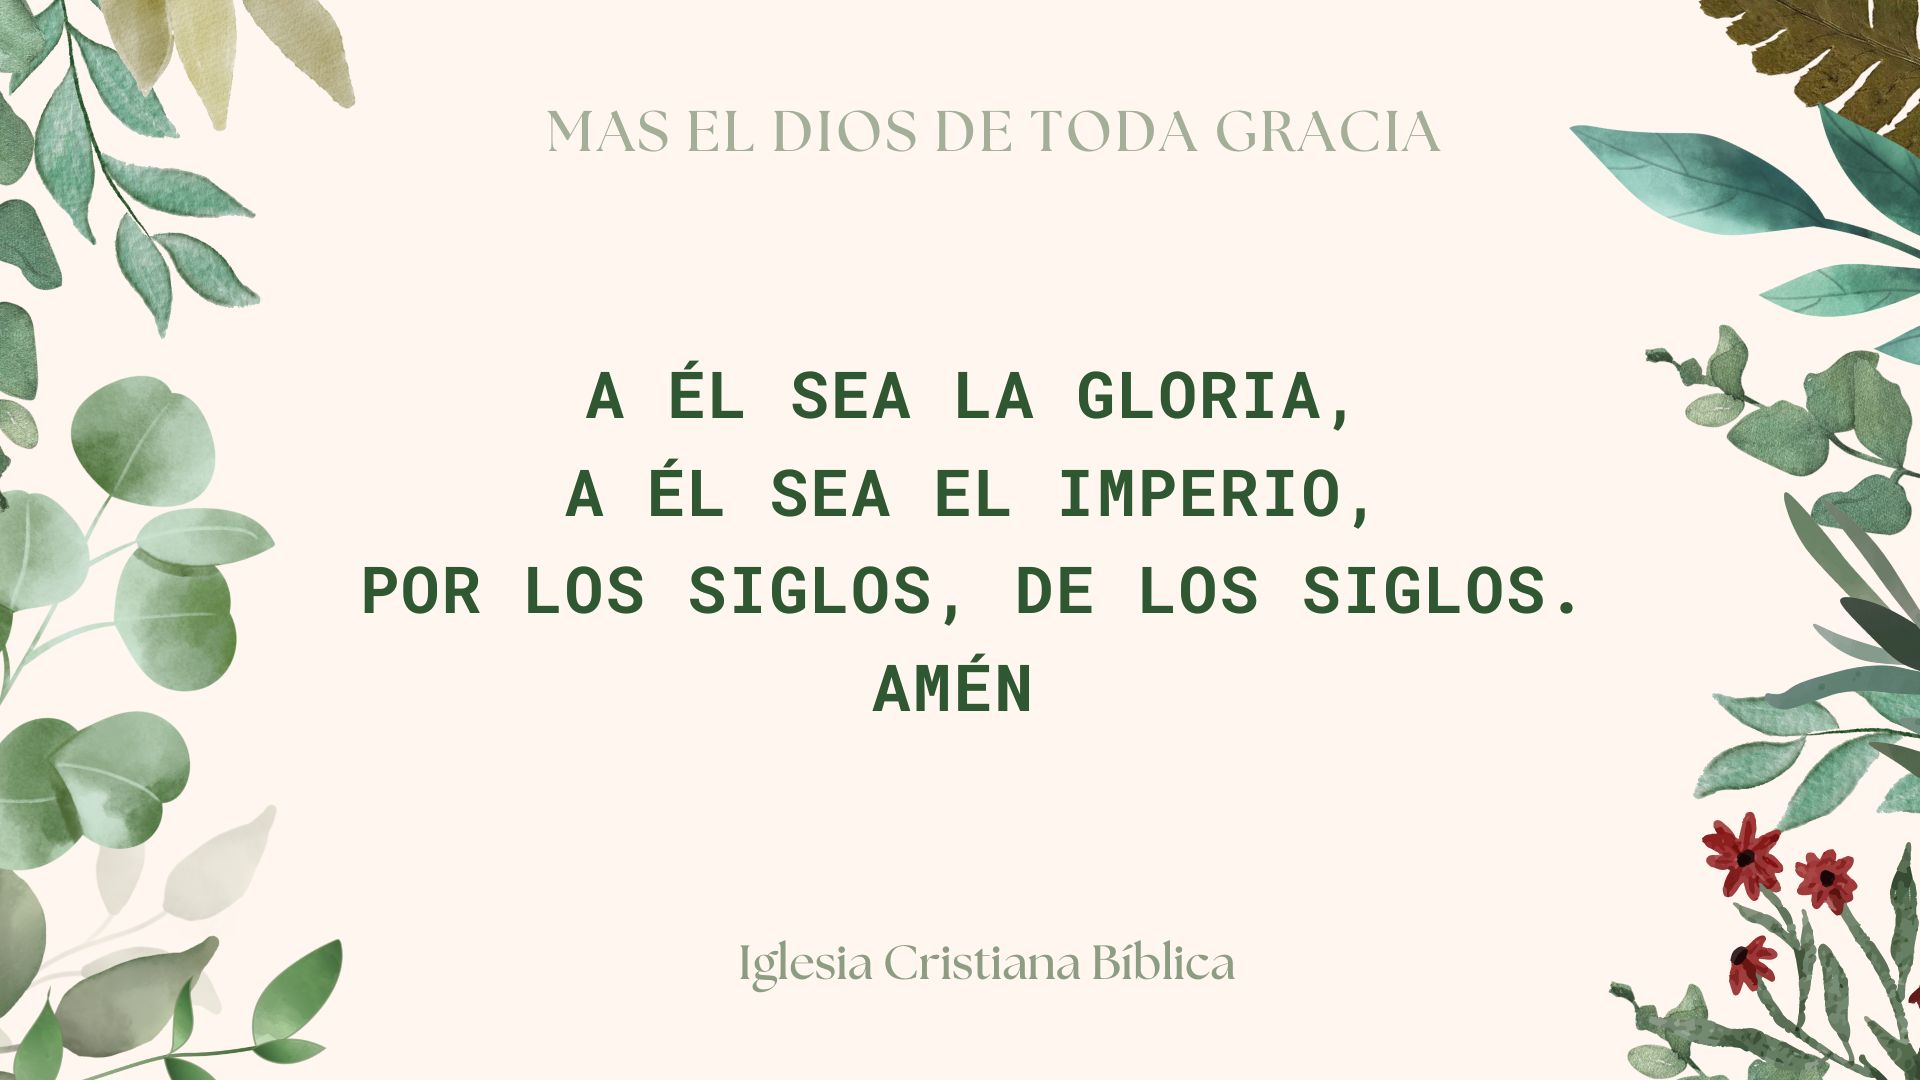 MAS EL DIOS DE TODA GRACIA
A ÉL SEA LA GLORIA,
A ÉL SEA EL IMPERIO,
POR LOS SIGLOS, DE LOS SIGLOS.
AMÉN
Iglesia Cristiana Bíblica